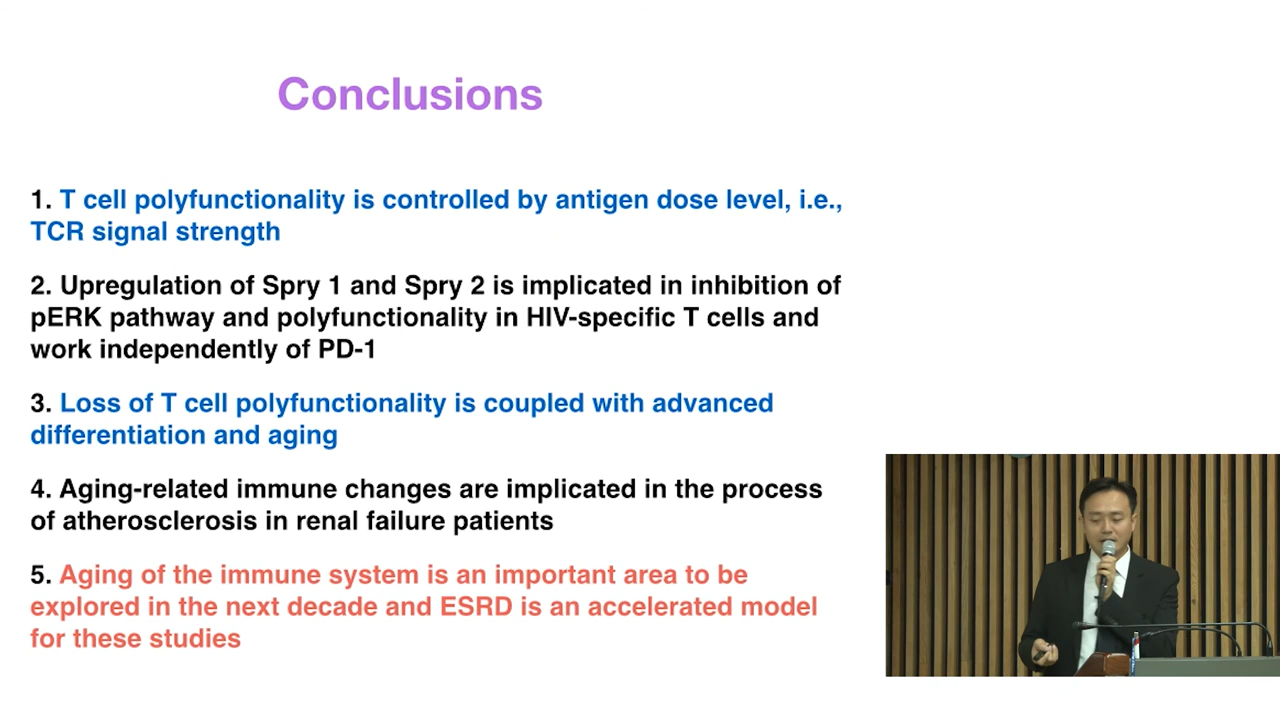 Conclusions
1. T cell polyfunctionality is controlled by antigen dose level, i.e.,
TCR signal strength
2. Upregulation of Spry 1 and Spry 2 is implicated in inhibition of
pERK pathway and polyfunctionality in HIV-specific T cells and
work independently of PD-1
3. Loss of T cell polyfunctionality is coupled with advanced
differentiation and aging
4. Aging-related immune changes are implicated in the process
of atherosclerosis in renal failure patients
5. Aging of the immune system is an important area to be
explored in the next decade and ESRD is an accelerated model
for these studies